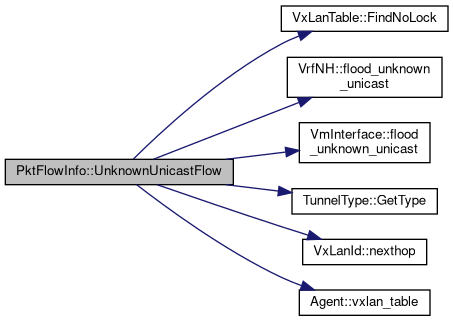 VxLanTable::FindNoLock
VrfNH::flood_unknown
_unicast
VmInterface::flood
_unknown_unicast
PktFlowInfo::UnknownUnicastFlow
TunnelType::GetType
VxLanId::nexthop
Agent::vxlan_table